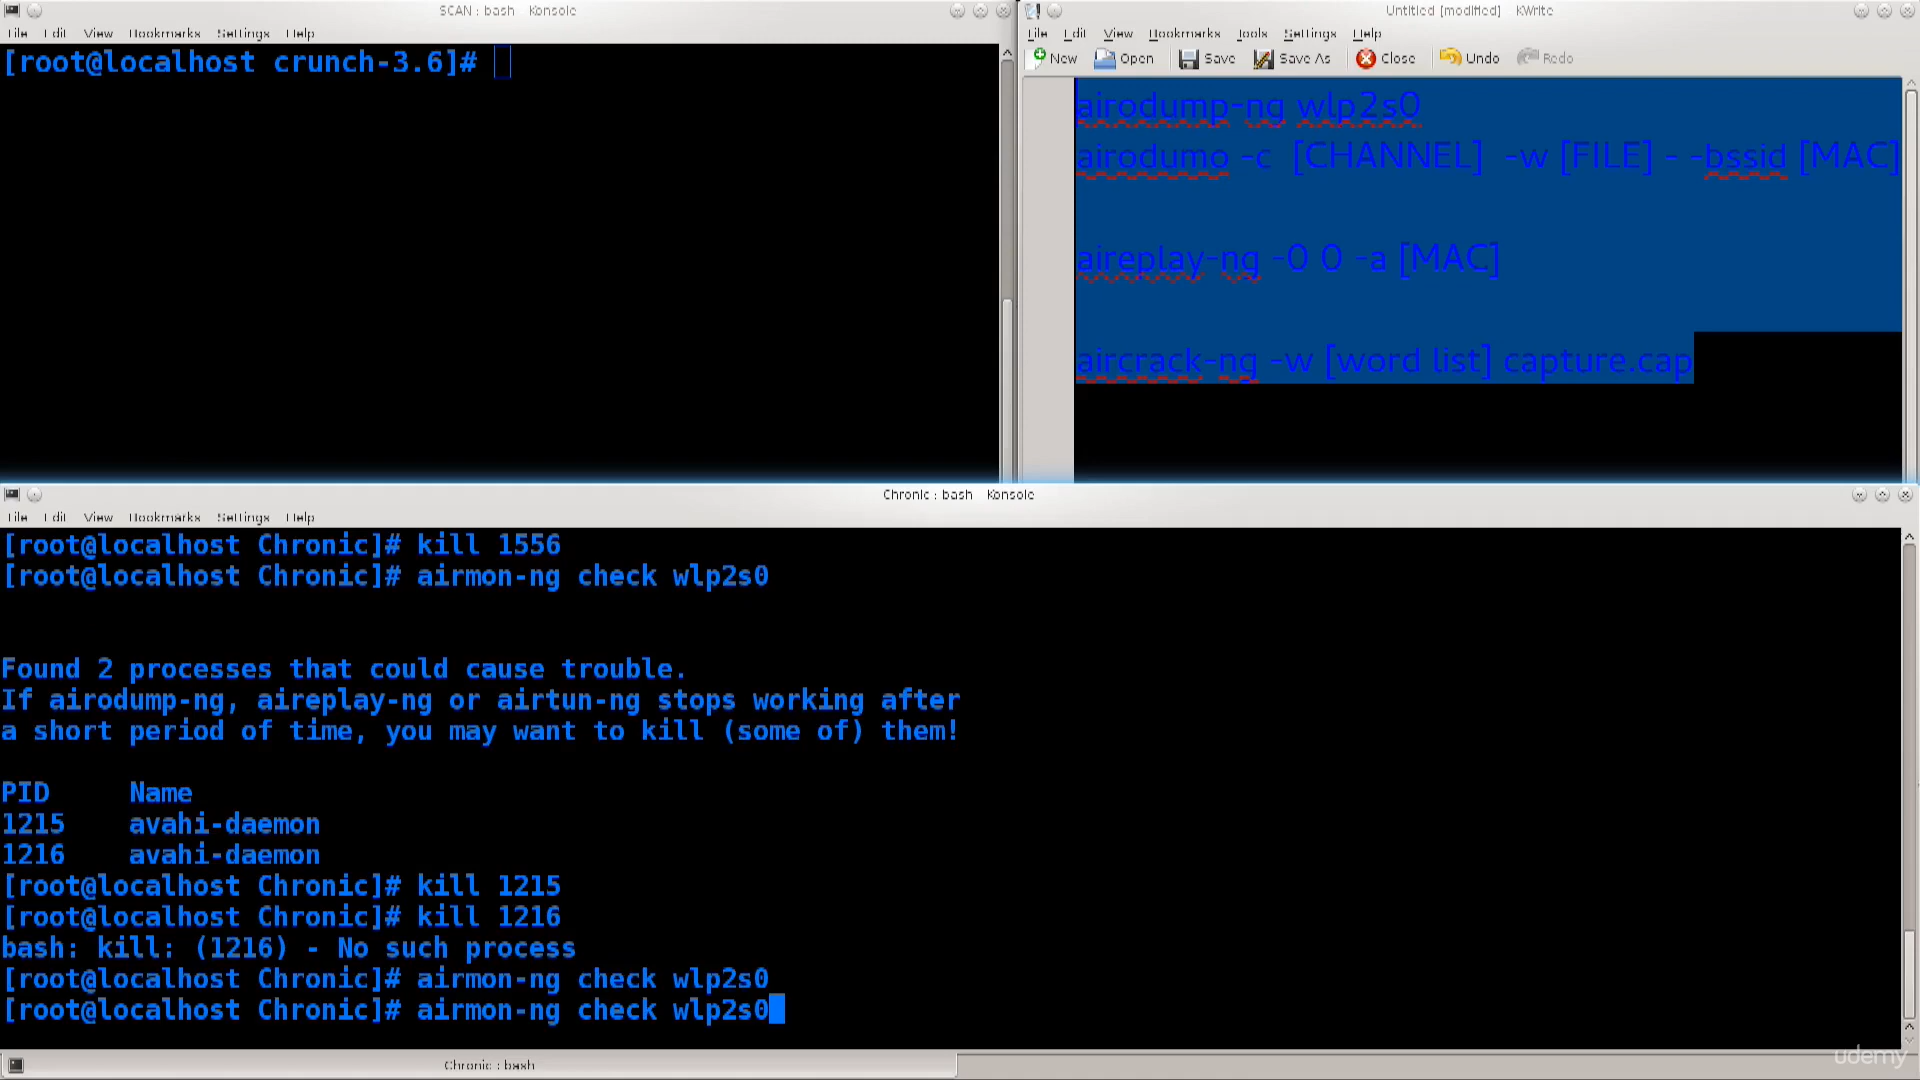 SCAN : bash    Konsole
File Edit View Bookmarks Settings Help
[root@localhost crunch-3.6]#
Untitled [modified]    KWrite
File Edit View Bookmarks Tools Settings Help
New Open Save Save As Close Undo Redo
airodump-ng wlp2s0
airodumo -c  [CHANNEL]  -w [FILE] - -bssid [MAC]
aireplay-ng -0 0 -a [MAC]
aircrack-ng -w [word list] capture.cap
Chronic : bash    Konsole
File Edit View Bookmarks Settings Help
[root@localhost Chronic]# kill 1556
[root@localhost Chronic]# airmon-ng check wlp2s0
Found 2 processes that could cause trouble.
If airodump-ng, aireplay-ng or airtun-ng stops working after
a short period of time, you may want to kill (some of) them!
PID     Name
1215    avahi-daemon
1216    avahi-daemon
[root@localhost Chronic]# kill 1215
[root@localhost Chronic]# kill 1216
bash: kill: (1216) - No such process
[root@localhost Chronic]# airmon-ng check wlp2s0
[root@localhost Chronic]# airmon-ng check wlp2s0
Chronic : bash
udemy